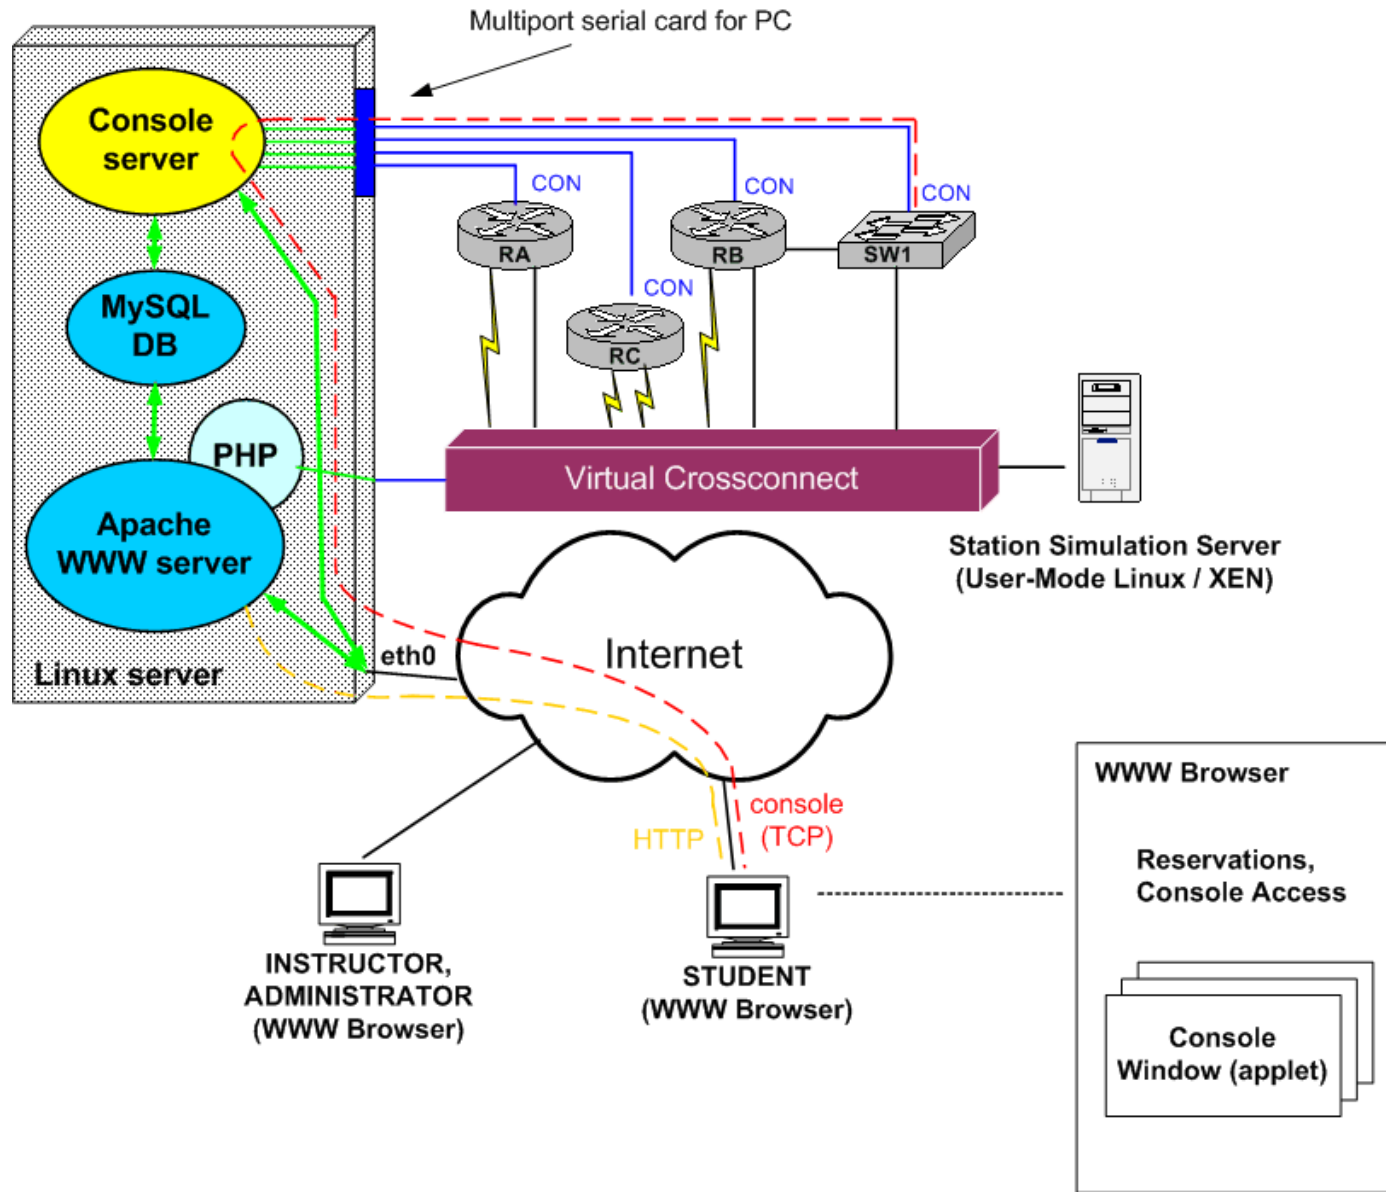 Multiport serial card for PC
Console
server
CON
CON
CON
RA
RB
SW1
CON
MySQL
DB
RC
PHP
Virtual Crossconnect
Apache
WWW server
Station Simulation Server
(User-Mode Linux / XEN)
Internet
eth0
Linux server
WWW Browser
console
(TCP)
HTTP
Reservations,
Console Access
INSTRUCTOR,
ADMINISTRATOR
(WWW Browser)
STUDENT
(WWW Browser)
Console
Window (applet)